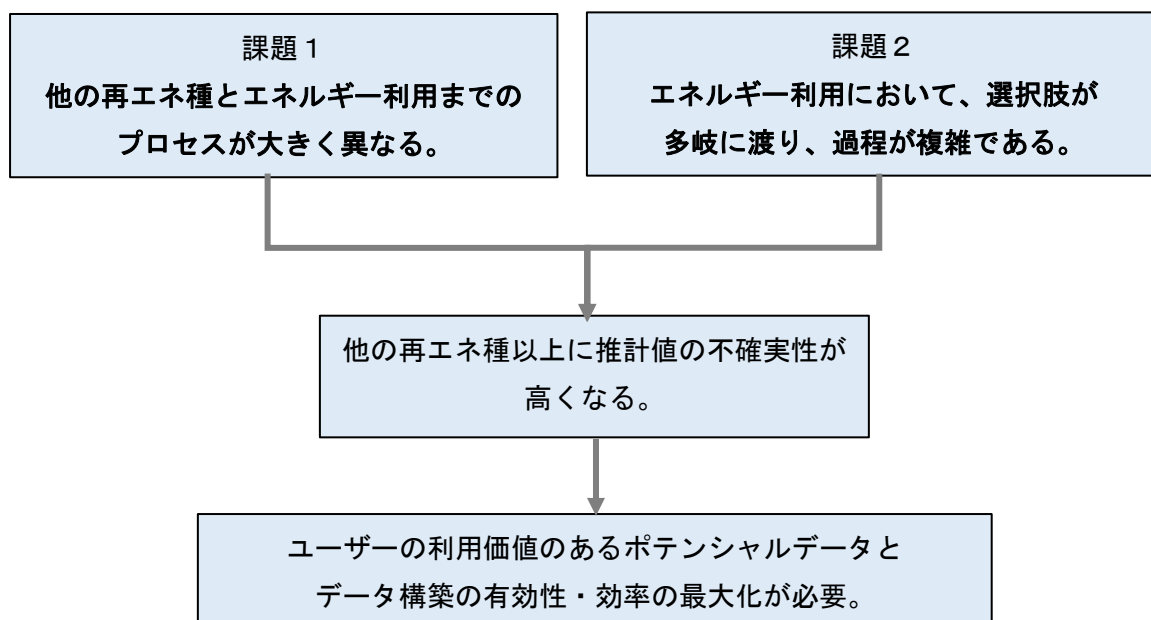 課題１
他の再エネ種とエネルギー利用までの
プロセスが大きく異なる。
課題２
エネルギー利用において、選択肢が
多岐に渡り、過程が複雑である。
他の再エネ種以上に推計値の不確実性が
高くなる。
ユーザーの利用価値のあるポテンシャルデータと
データ構築の有効性・効率の最大化が必要。